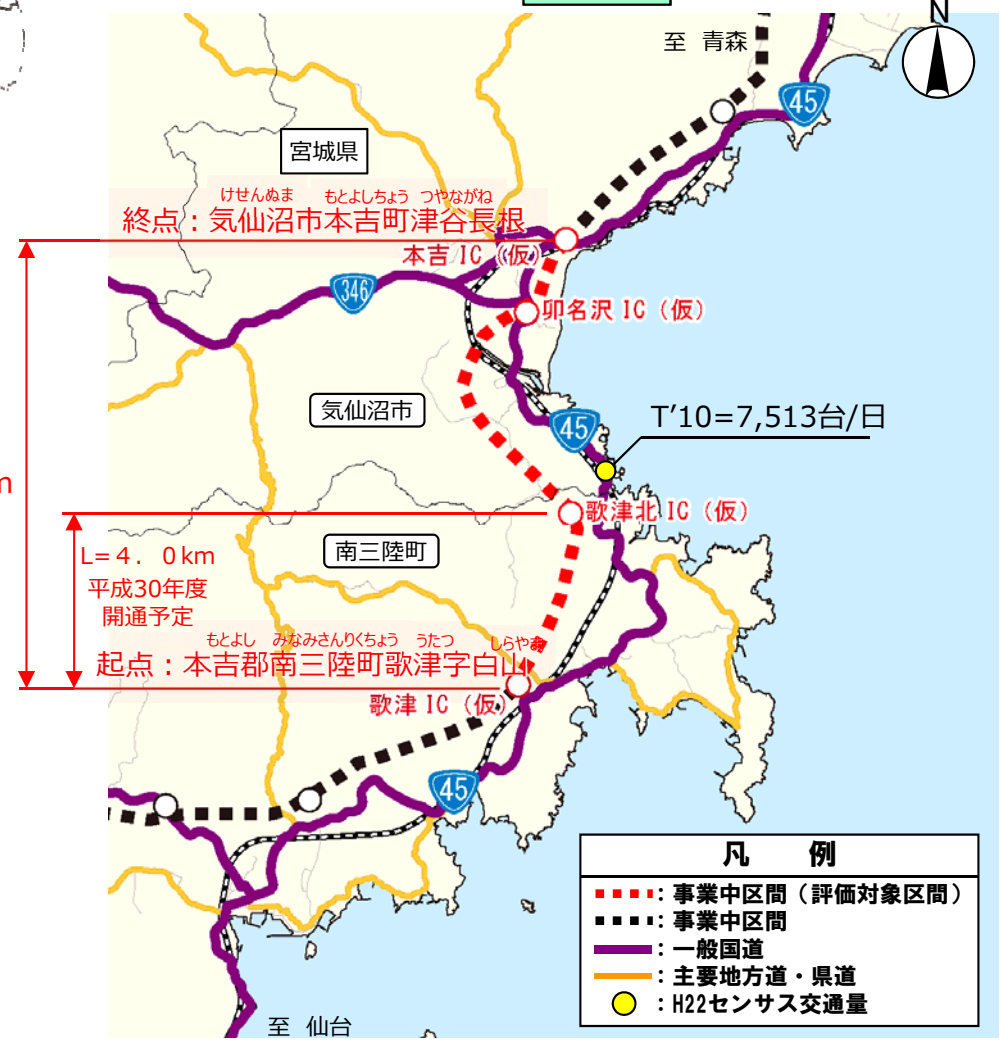 N
至 青森
45
宮城県
けせんぬま もとよしちょう つやながね
終点：気仙沼市本吉町津谷長根
本吉 IC（仮）
346
卯名沢 IC（仮）
気仙沼市
45
T'10=7,513台/日
m
歌津北 IC（仮）
南三陸町
L=４．０km
平成30年度
開通予定
もとよし みなみさんりくちょう うたつ しらやま
起点：本吉郡南三陸町歌津字白山
歌津 IC（仮）
45
凡 例
：事業中区間（評価対象区間）
：事業中区間
：一般国道
：主要地方道・県道
：H22センサス交通量
至 仙台